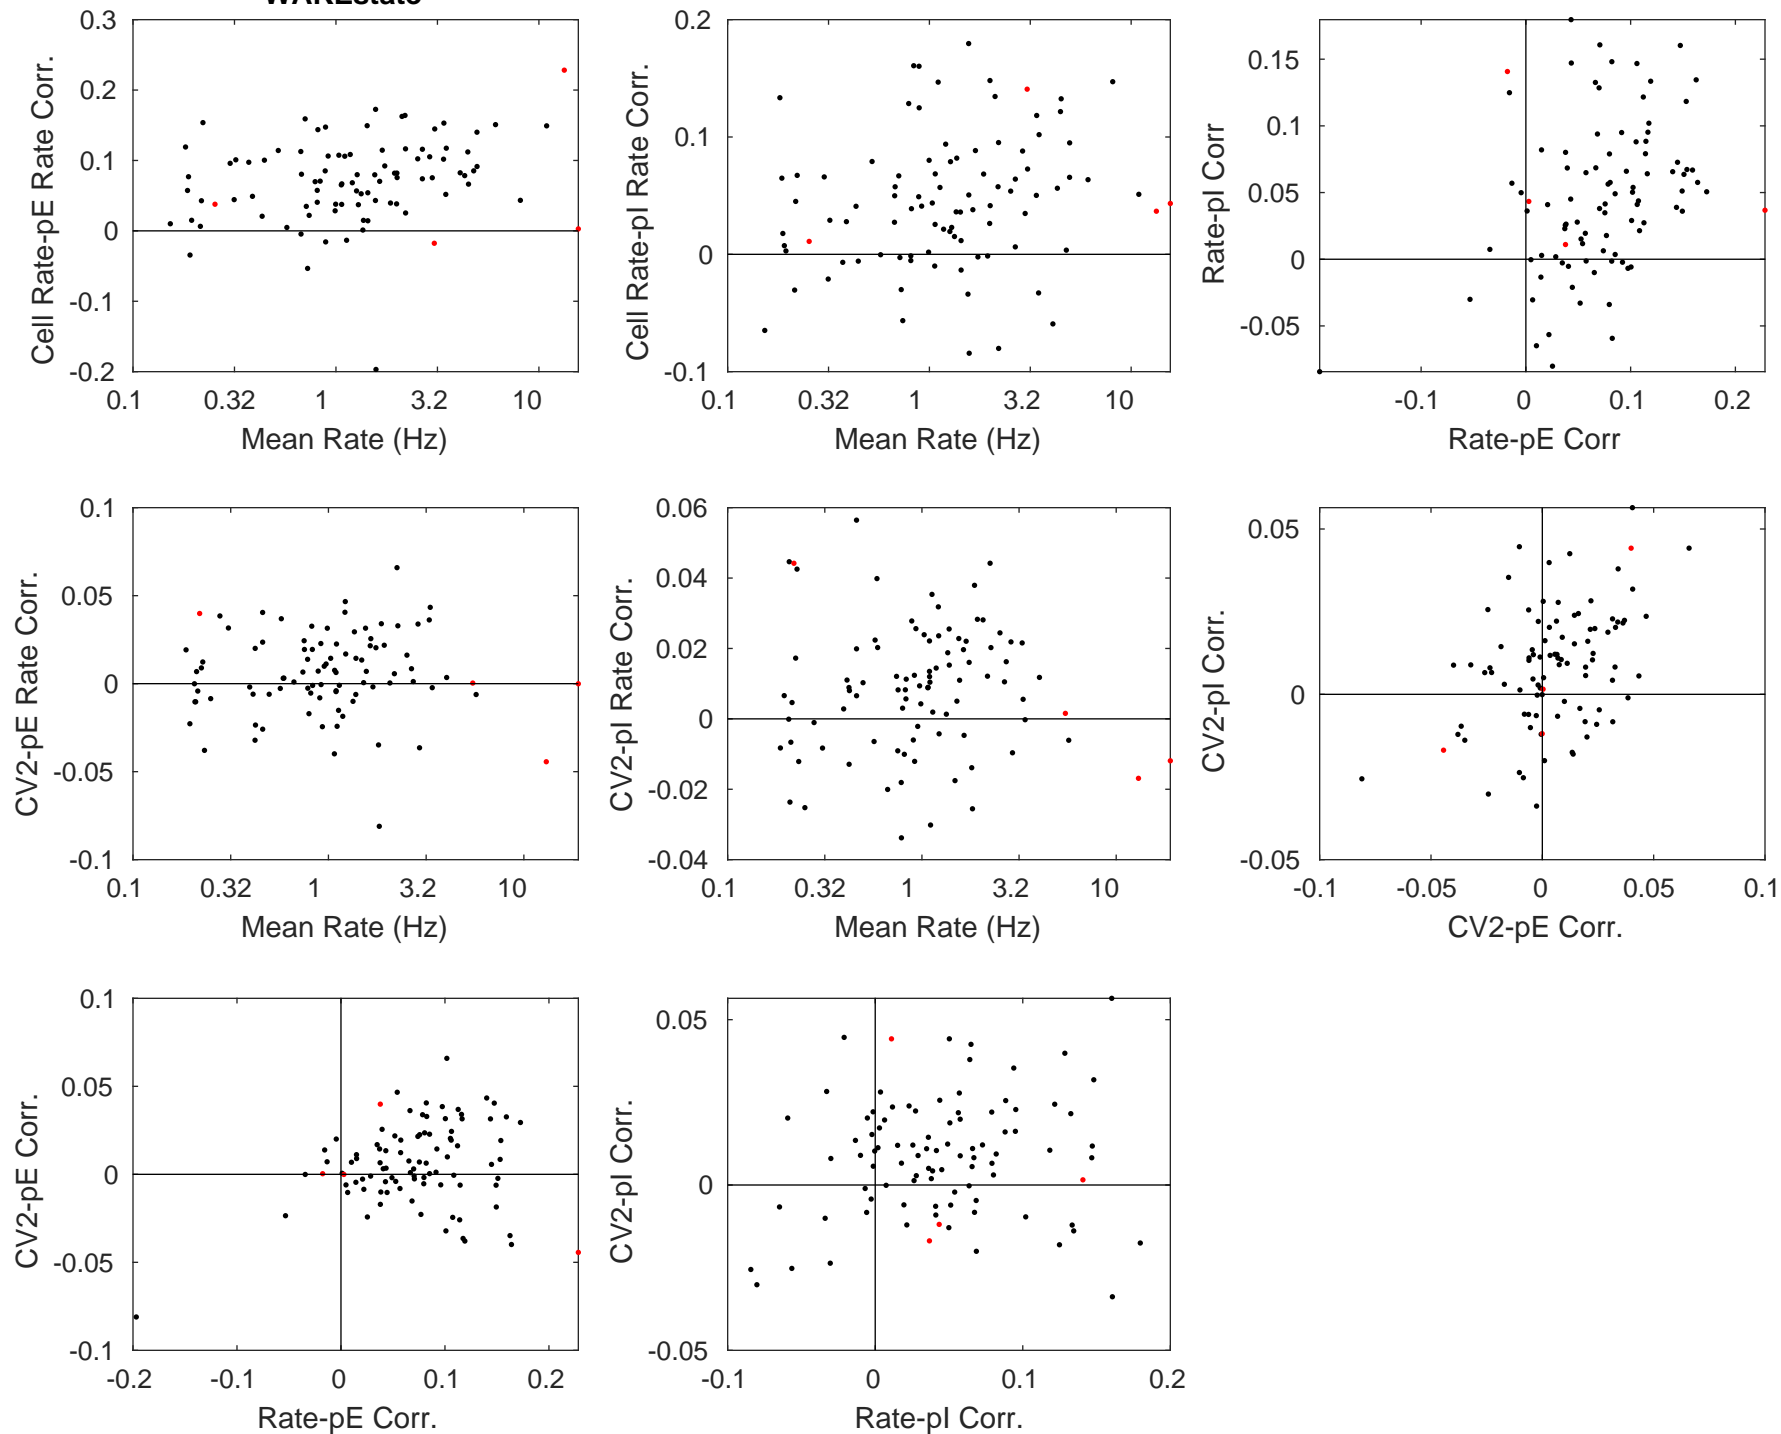 WAKEstate
0.3
0.2
0.1
0
-0.1
-0.2
0.1 0.32 1 3.2 10
Cell Rate-pE Rate Corr.
Mean Rate (Hz)
0.2
0.1
0
-0.1
0.1 0.32 1 3.2 10
Cell Rate-pI Rate Corr.
Mean Rate (Hz)
0.15
0.1
0.05
0
-0.05
-0.1 0 0.1 0.2
Rate-pI Corr
Rate-pE Corr
0.1
0.05
0
-0.05
-0.1
0.1 0.32 1 3.2 10
CV2-pE Rate Corr.
Mean Rate (Hz)
0.06
0.04
0.02
0
-0.02
-0.04
0.1 0.32 1 3.2 10
CV2-pI Rate Corr.
Mean Rate (Hz)
0.05
0
-0.05
-0.1 -0.05 0 0.05 0.1
CV2-pI Corr.
CV2-pE Corr.
0.1
0.05
0
-0.05
-0.1
-0.2 -0.1 0 0.1 0.2
CV2-pE Corr.
Rate-pE Corr.
0.05
0
-0.05
-0.1 0 0.1 0.2
CV2-pI Corr.
Rate-pI Corr.